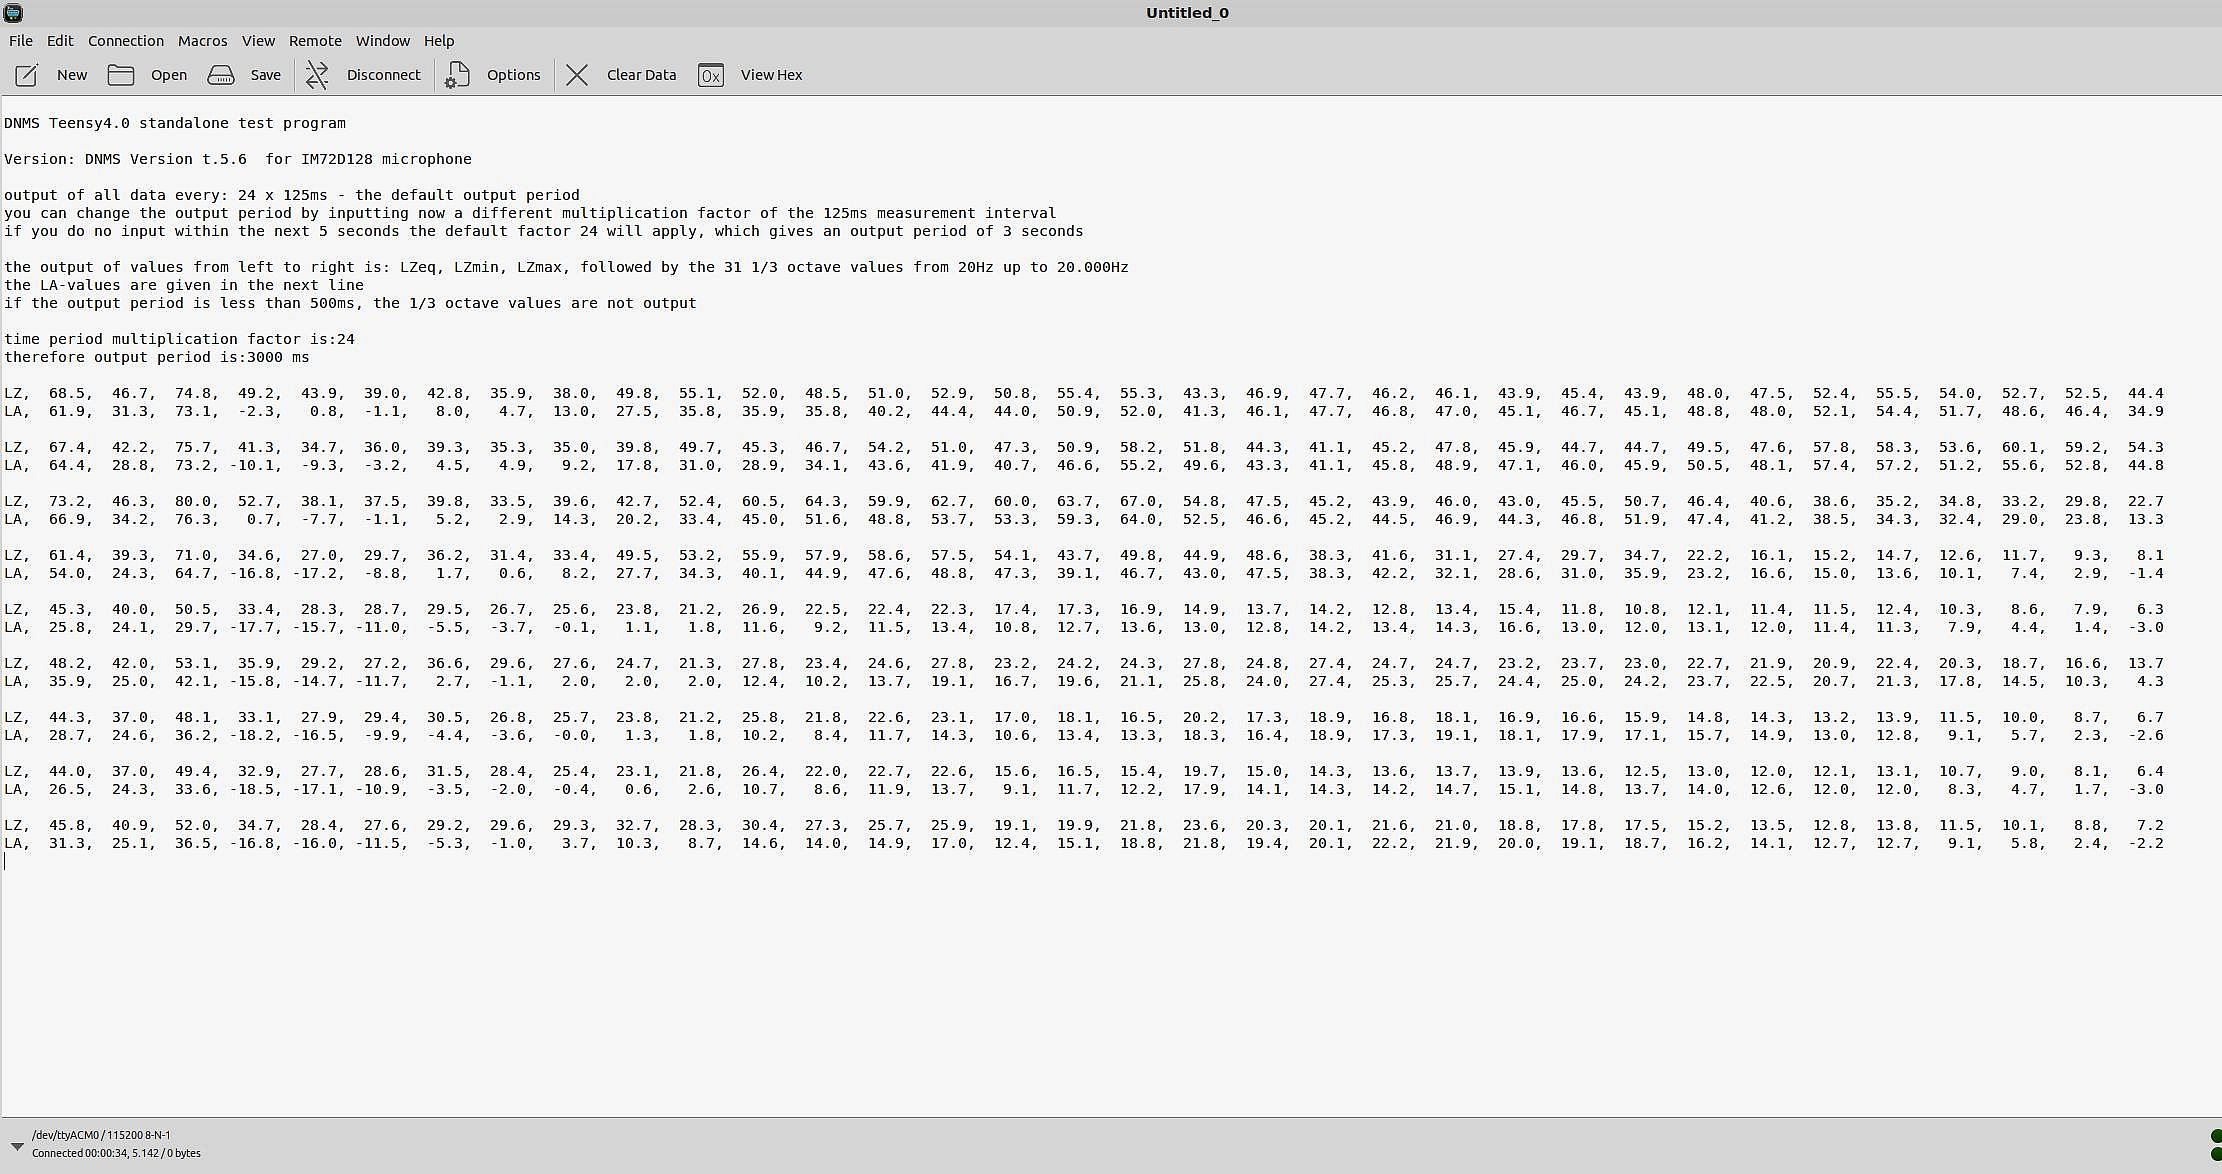 Untitled_0
File Edit Connection Macros View Remote Window Help
New Open Save Disconnect Options Clear Data 0x View Hex
DNMS Teensy4.0 standalone test program
Version: DNMS Version t.5.6  for IM72D128 microphone
output of all data every: 24 x 125ms - the default output period
you can change the output period by inputting now a different multiplication factor of the 125ms measurement interval
if you do no input within the next 5 seconds the default factor 24 will apply, which gives an output period of 3 seconds
the output of values from left to right is: LZeq, LZmin, LZmax, followed by the 31 1/3 octave values from 20Hz up to 20.000Hz
the LA-values are given in the next line
if the output period is less than 500ms, the 1/3 octave values are not output
time period multiplication factor is:24
therefore output period is:3000 ms
LZ, 68.5, 46.7, 74.8, 49.2, 43.9, 39.0, 42.8, 35.9, 38.0, 49.8, 55.1, 52.0, 48.5, 51.0, 52.9, 50.8, 55.4, 55.3, 43.3, 46.9, 47.7, 46.2, 46.1, 43.9, 45.4, 43.9, 48.0, 47.5, 52.4, 55.5, 54.0, 52.7, 52.5, 44.4
LA, 61.9, 31.3, 73.1, -2.3, 0.8, -1.1, 8.0, 4.7, 13.0, 27.5, 35.8, 35.9, 35.8, 40.2, 44.4, 44.0, 50.9, 52.0, 41.3, 46.1, 47.7, 46.8, 47.0, 45.1, 46.7, 45.1, 48.8, 48.0, 52.1, 54.4, 51.7, 48.6, 46.4, 34.9
LZ, 67.4, 42.2, 75.7, 41.3, 34.7, 36.0, 39.3, 35.3, 35.0, 39.8, 49.7, 45.3, 46.7, 54.2, 51.0, 47.3, 50.9, 58.2, 51.8, 44.3, 41.1, 45.2, 47.8, 45.9, 44.7, 44.7, 49.5, 47.6, 57.8, 58.3, 53.6, 60.1, 59.2, 54.3
LA, 64.4, 28.8, 73.2, -10.1, -9.3, -3.2, 4.5, 4.9, 9.2, 17.8, 31.0, 28.9, 34.1, 43.6, 41.9, 40.7, 46.6, 55.2, 49.6, 43.3, 41.1, 45.8, 48.9, 47.1, 46.0, 45.9, 50.5, 48.1, 57.4, 57.2, 51.2, 55.6, 52.8, 44.8
LZ, 73.2, 46.3, 80.0, 52.7, 38.1, 37.5, 39.8, 33.5, 39.6, 42.7, 52.4, 60.5, 64.3, 59.9, 62.7, 60.0, 63.7, 67.0, 54.8, 47.5, 45.2, 43.9, 46.0, 43.0, 45.5, 50.7, 46.4, 40.6, 38.6, 35.2, 34.8, 33.2, 29.8, 22.7
LA, 66.9, 34.2, 76.3, 0.7, -7.7, -1.1, 5.2, 2.9, 14.3, 20.2, 33.4, 45.0, 51.6, 48.8, 53.7, 53.3, 59.3, 64.0, 52.5, 46.6, 45.2, 44.5, 46.9, 44.3, 46.8, 51.9, 47.4, 41.2, 38.5, 34.3, 32.4, 29.0, 23.8, 13.3
LZ, 61.4, 39.3, 71.0, 34.6, 27.0, 29.7, 36.2, 31.4, 33.4, 49.5, 53.2, 55.9, 57.9, 58.6, 57.5, 54.1, 43.7, 49.8, 44.9, 48.6, 38.3, 41.6, 31.1, 27.4, 29.7, 34.7, 22.2, 16.1, 15.2, 14.7, 12.6, 11.7, 9.3, 8.1
LA, 54.0, 24.3, 64.7, -16.8, -17.2, -8.8, 1.7, 0.6, 8.2, 27.7, 34.3, 40.1, 44.9, 47.6, 48.8, 47.3, 39.1, 46.7, 43.0, 47.5, 38.3, 42.2, 32.1, 28.6, 31.0, 35.9, 23.2, 16.6, 15.0, 13.6, 10.1, 7.4, 2.9, -1.4
LZ, 45.3, 40.0, 50.5, 33.4, 28.3, 28.7, 29.5, 26.7, 25.6, 23.8, 21.2, 26.9, 22.5, 22.4, 22.3, 17.4, 17.3, 16.9, 14.9, 13.7, 14.2, 12.8, 13.4, 15.4, 11.8, 10.8, 12.1, 11.4, 11.5, 12.4, 10.3, 8.6, 7.9, 6.3
LA, 25.8, 24.1, 29.7, -17.7, -15.7, -11.0, -5.5, -3.7, -0.1, 1.1, 1.8, 11.6, 9.2, 11.5, 13.4, 10.8, 12.7, 13.6, 13.0, 12.8, 14.2, 13.4, 14.3, 16.6, 13.0, 12.0, 13.1, 12.0, 11.4, 11.3, 7.9, 4.4, 1.4, -3.0
LZ, 48.2, 42.0, 53.1, 35.9, 29.2, 27.2, 36.6, 29.6, 27.6, 24.7, 21.3, 27.8, 23.4, 24.6, 27.8, 23.2, 24.2, 24.3, 27.8, 24.8, 27.4, 24.7, 24.7, 23.2, 23.7, 23.0, 22.7, 21.9, 20.9, 22.4, 20.3, 18.7, 16.6, 13.7
LA, 35.9, 25.0, 42.1, -15.8, -14.7, -11.7, 2.7, -1.1, 2.0, 2.0, 2.0, 12.4, 10.2, 13.7, 19.1, 16.7, 19.6, 21.1, 25.8, 24.0, 27.4, 25.3, 25.7, 24.4, 25.0, 24.2, 23.7, 22.5, 20.7, 21.3, 17.8, 14.5, 10.3, 4.3
LZ, 44.3, 37.0, 48.1, 33.1, 27.9, 29.4, 30.5, 26.8, 25.7, 23.8, 21.2, 25.8, 21.8, 22.6, 23.1, 17.0, 18.1, 16.5, 20.2, 17.3, 18.9, 16.8, 18.1, 16.9, 16.6, 15.9, 14.8, 14.3, 13.2, 13.9, 11.5, 10.0, 8.7, 6.7
LA, 28.7, 24.6, 36.2, -18.2, -16.5, -9.9, -4.4, -3.6, -0.0, 1.3, 1.8, 10.2, 8.4, 11.7, 14.3, 10.6, 13.4, 13.3, 18.3, 16.4, 18.9, 17.3, 19.1, 18.1, 17.9, 17.1, 15.7, 14.9, 13.0, 12.8, 9.1, 5.7, 2.3, -2.6
LZ, 44.0, 37.0, 49.4, 32.9, 27.7, 28.6, 31.5, 28.4, 25.4, 23.1, 21.8, 26.4, 22.0, 22.7, 22.6, 15.6, 16.5, 15.4, 19.7, 15.0, 14.3, 13.6, 13.7, 13.9, 13.6, 12.5, 13.0, 12.0, 12.1, 13.1, 10.7, 9.0, 8.1, 6.4
LA, 26.5, 24.3, 33.6, -18.5, -17.1, -10.9, -3.5, -2.0, -0.4, 0.6, 2.6, 10.7, 8.6, 11.9, 13.7, 9.1, 11.7, 12.2, 17.9, 14.1, 14.3, 14.2, 14.7, 15.1, 14.8, 13.7, 14.0, 12.6, 12.0, 12.0, 8.3, 4.7, 1.7, -3.0
LZ, 45.8, 40.9, 52.0, 34.7, 28.4, 27.6, 29.2, 29.6, 29.3, 32.7, 28.3, 30.4, 27.3, 25.7, 25.9, 19.1, 19.9, 21.8, 23.6, 20.3, 20.1, 21.6, 21.0, 18.8, 17.8, 17.5, 15.2, 13.5, 12.8, 13.8, 11.5, 10.1, 8.8, 7.2
LA, 31.3, 25.1, 36.5, -16.8, -16.0, -11.5, -5.3, -1.0, 3.7, 10.3, 8.7, 14.6, 14.0, 14.9, 17.0, 12.4, 15.1, 18.8, 21.8, 19.4, 20.1, 22.2, 21.9, 20.0, 19.1, 18.7, 16.2, 14.1, 12.7, 12.7, 9.1, 5.8, 2.4, -2.2
/dev/ttyACM0 / 115200 8-N-1
Connected 00:00:34, 5.142 / 0 bytes